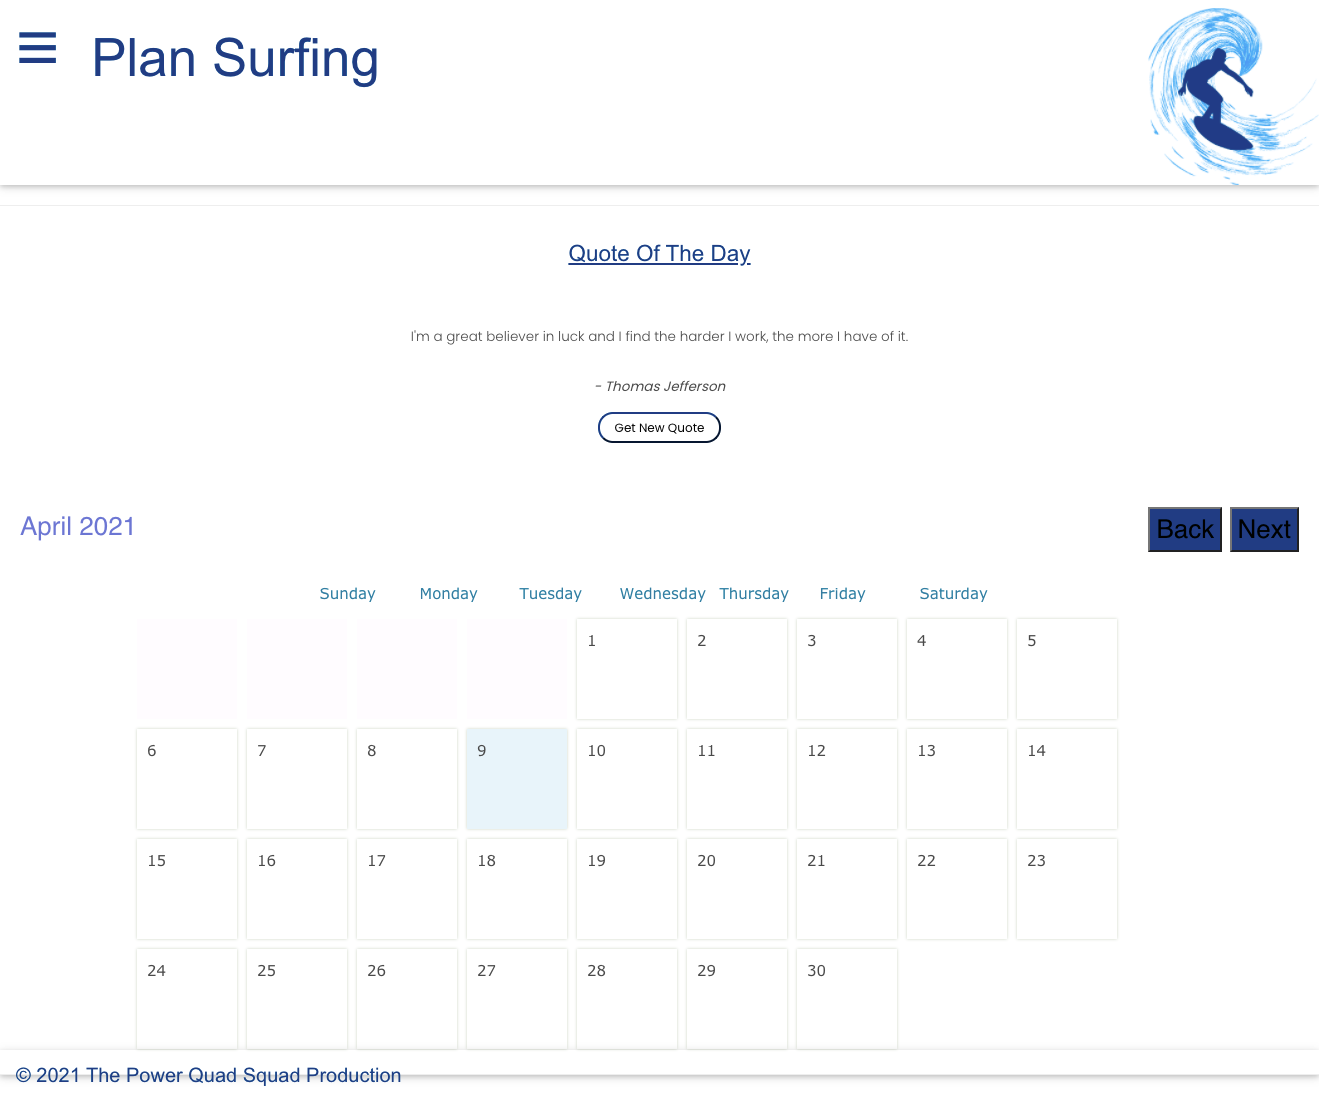 Plan Surfing
Quote Of The Day
I'm a great believer in luck and I find the harder I work, the more I have of it.
- Thomas Jefferson
Get New Quote
April 2021
Back Next
Sunday Monday Tuesday Wednesday Thursday Friday Saturday
1 2 3 4 5
6 7 8 9 10 11 12 13 14
15 16 17 18 19 20 21 22 23
24 25 26 27 28 29 30
© 2021 The Power Quad Squad Production